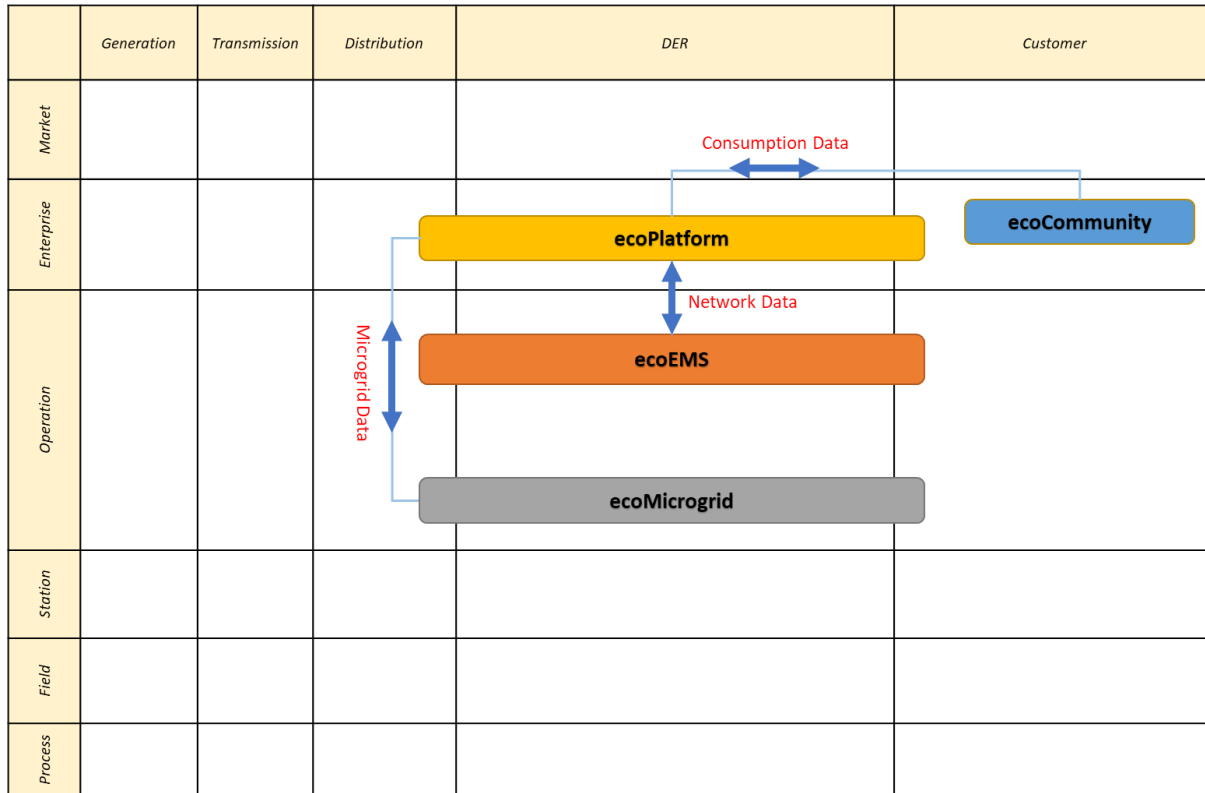 Generation
Transmission
Distribution
DER
Customer
Market
Consumption Data
Enterprise
ecoPlatform
ecoCommunity
Network Data
Operation
Microgrid Data
ecoEMS
ecoMicrogrid
Station
Field
Process